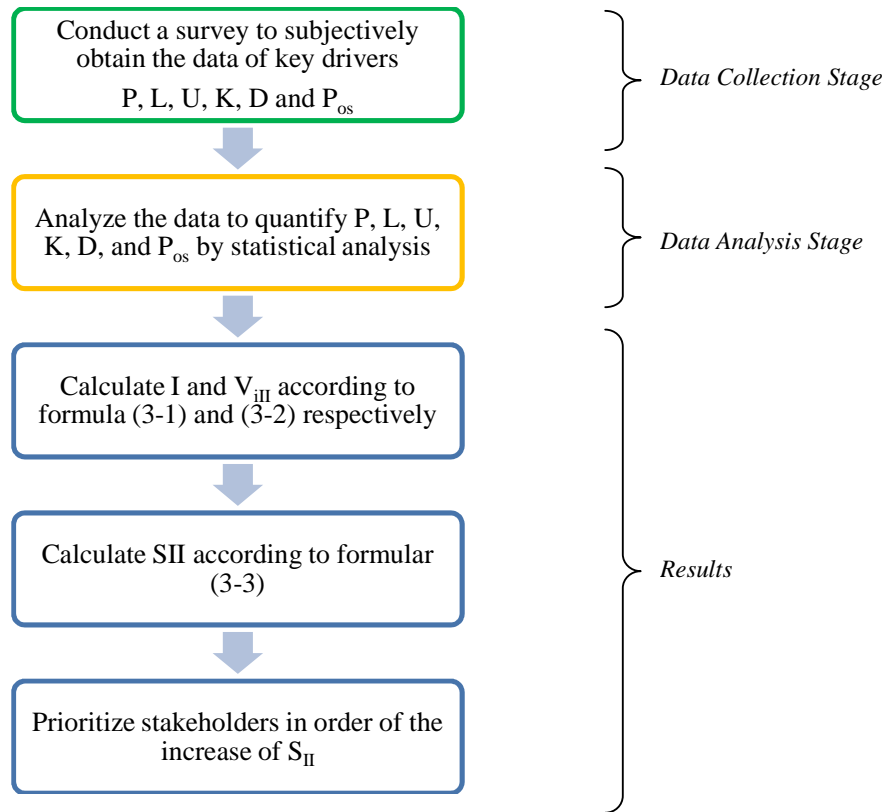 Conduct a survey to subjectively
obtain the data of key drivers
P, L, U, K, D and Pos
Data Collection Stage
Analyze the data to quantify P, L, U,
K, D, and Pos by statistical analysis
Data Analysis Stage
Calculate I and ViII according to
formula (3-1) and (3-2) respectively
Calculate SII according to formular
(3-3)
Results
Prioritize stakeholders in order of the
increase of SII